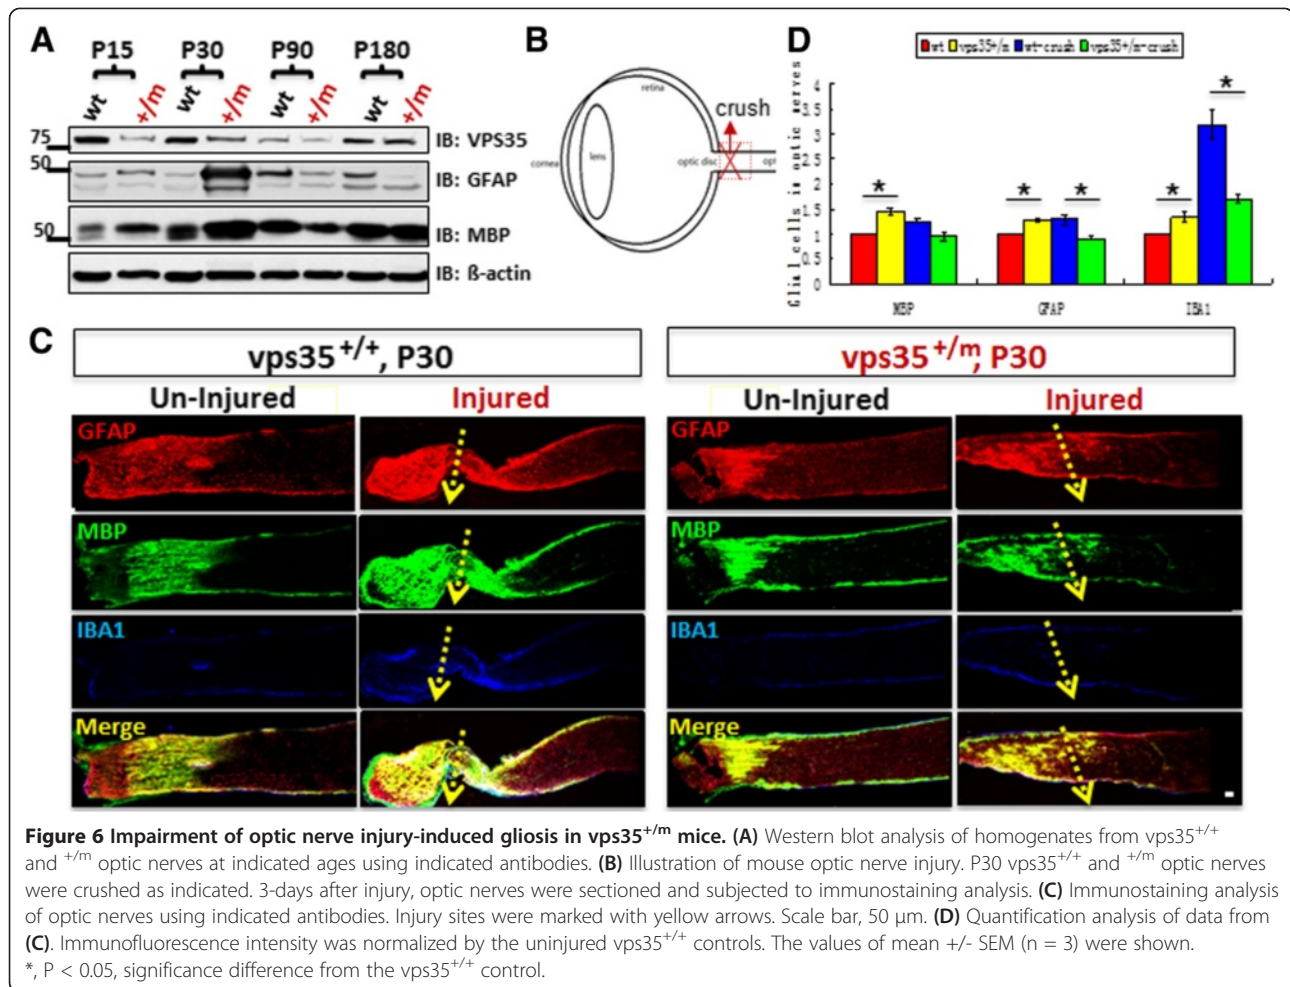 A
P15 P30 P90 P180
wt +/m wt +/m wt +/m wt +/m
75
IB: VPS35
50
IB: GFAP
50
IB: MBP
IB: ß-actin
B
retina
crush
cornea
lens
optic disc
opt
D
wt vps35+/m wt-crush vps35+/m-crush
Glial cells in optic nerves
4
3.5
3
2.5
2
1.5
1
0.5
0
* * * * *
MBP GFAP IBA1
C
vps35+/+, P30
vps35+/m, P30
Un-Injured Injured
Un-Injured Injured
GFAP
GFAP
MBP
MBP
IBA1
IBA1
Merge
Merge
Figure 6 Impairment of optic nerve injury-induced gliosis in vps35+/m mice. (A) Western blot analysis of homogenates from vps35+/+
and +/m optic nerves at indicated ages using indicated antibodies. (B) Illustration of mouse optic nerve injury. P30 vps35+/+ and +/m optic nerves
were crushed as indicated. 3-days after injury, optic nerves were sectioned and subjected to immunostaining analysis. (C) Immunostaining analysis
of optic nerves using indicated antibodies. Injury sites were marked with yellow arrows. Scale bar, 50 μm. (D) Quantification analysis of data from
(C). Immunofluorescence intensity was normalized by the uninjured vps35+/+ controls. The values of mean +/- SEM (n = 3) were shown.
*, P < 0.05, significance difference from the vps35+/+ control.